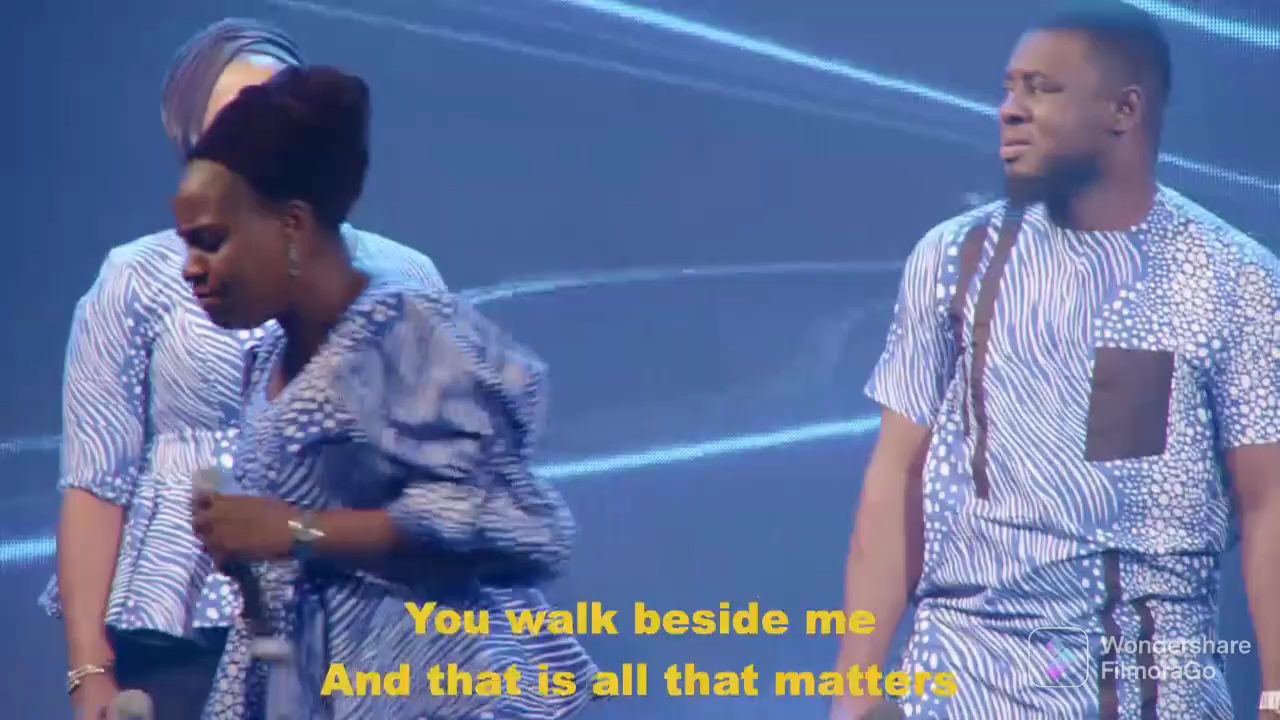 You walk beside me
And that is all that matters
Wondershare
FilmoraGo